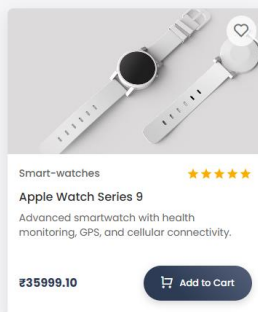 Smart-watches
Apple Watch Series 9
Advanced smartwatch with health
monitoring, GPS, and cellular connectivity.
₹35999.10
Add to Cart